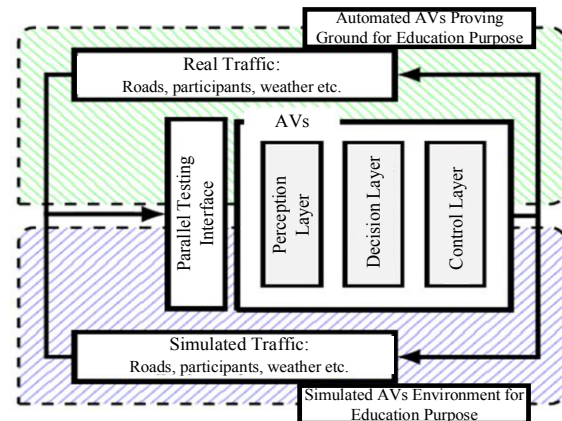 Automated AVs Proving
Ground for Education Purpose
Real Traffic:
Roads, participants, weather etc.
AVs
Parallel Testing
Interface
Perception
Layer
Decision Layer
Control Layer
Simulated Traffic:
Roads, participants, weather etc.
Simulated AVs Environment for
Education Purpose